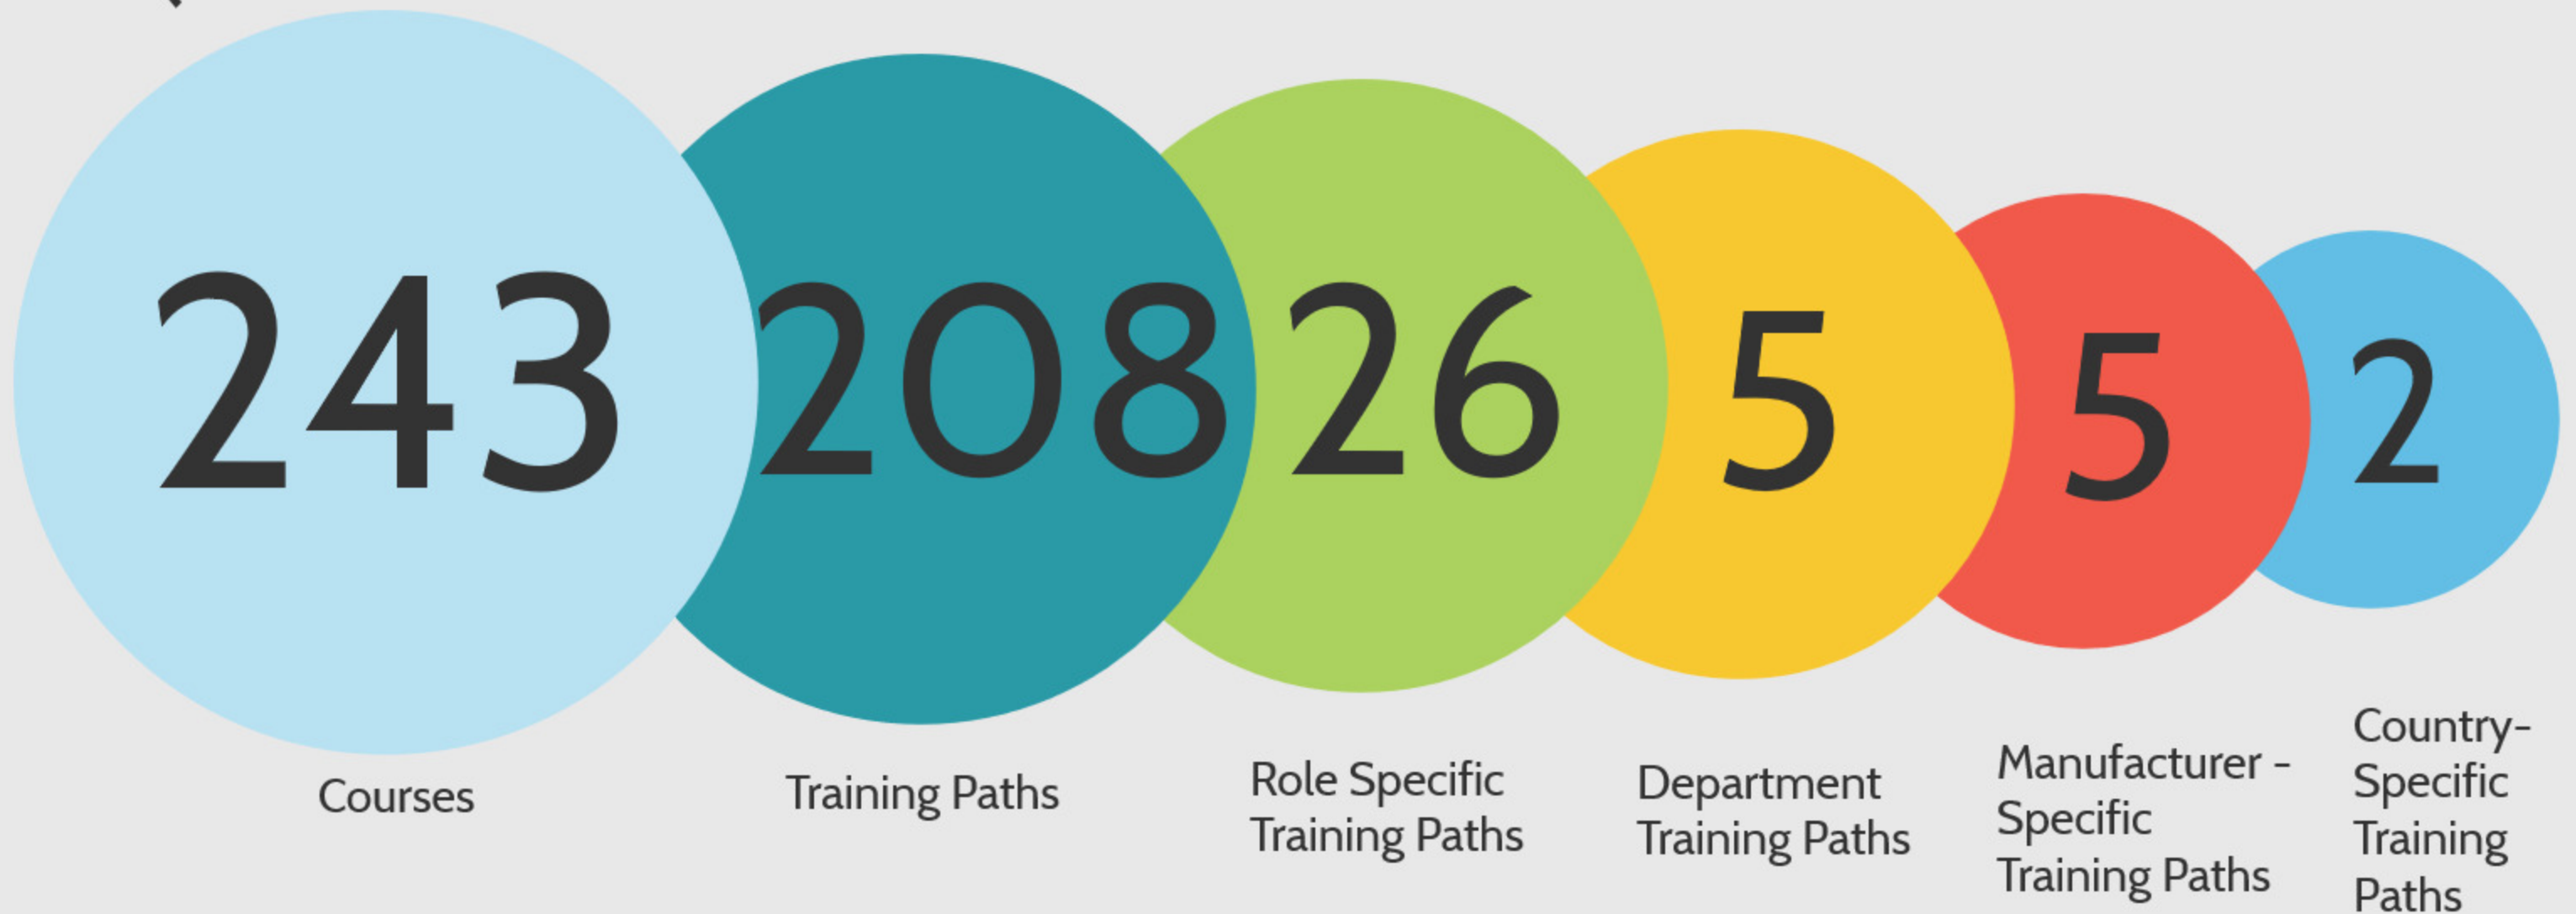 243
208
26
5
5
2
Courses
Training Paths
Role Specific
Training Paths
Department
Training Paths
Manufacturer -
Specific
Training Paths
Country-
Specific
Training
Paths